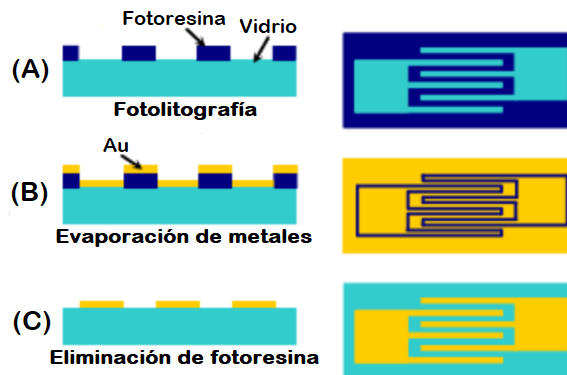 Fotoresina
Vidrio
(A)
Fotolitografía
Au
(B)
Evaporación de metales
(C)
Eliminación de fotoresina